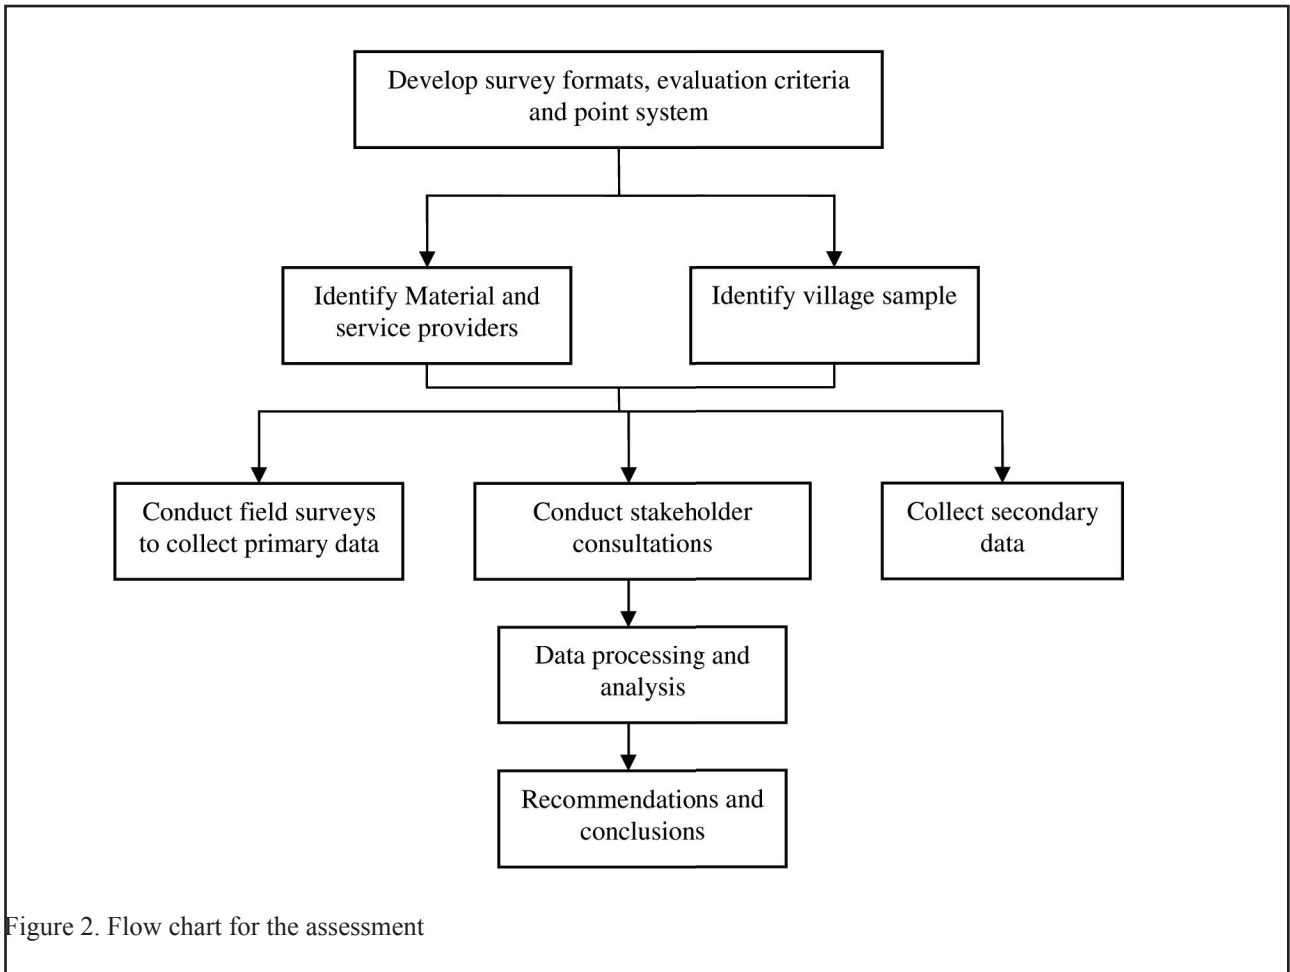 Develop survey formats, evaluation criteria
and point system
Identify Material and
service providers
Identify village sample
Conduct field surveys
to collect primary data
Conduct stakeholder
consultations
Collect secondary
data
Data processing and
analysis
Recommendations and
conclusions
Figure 2. Flow chart for the assessment